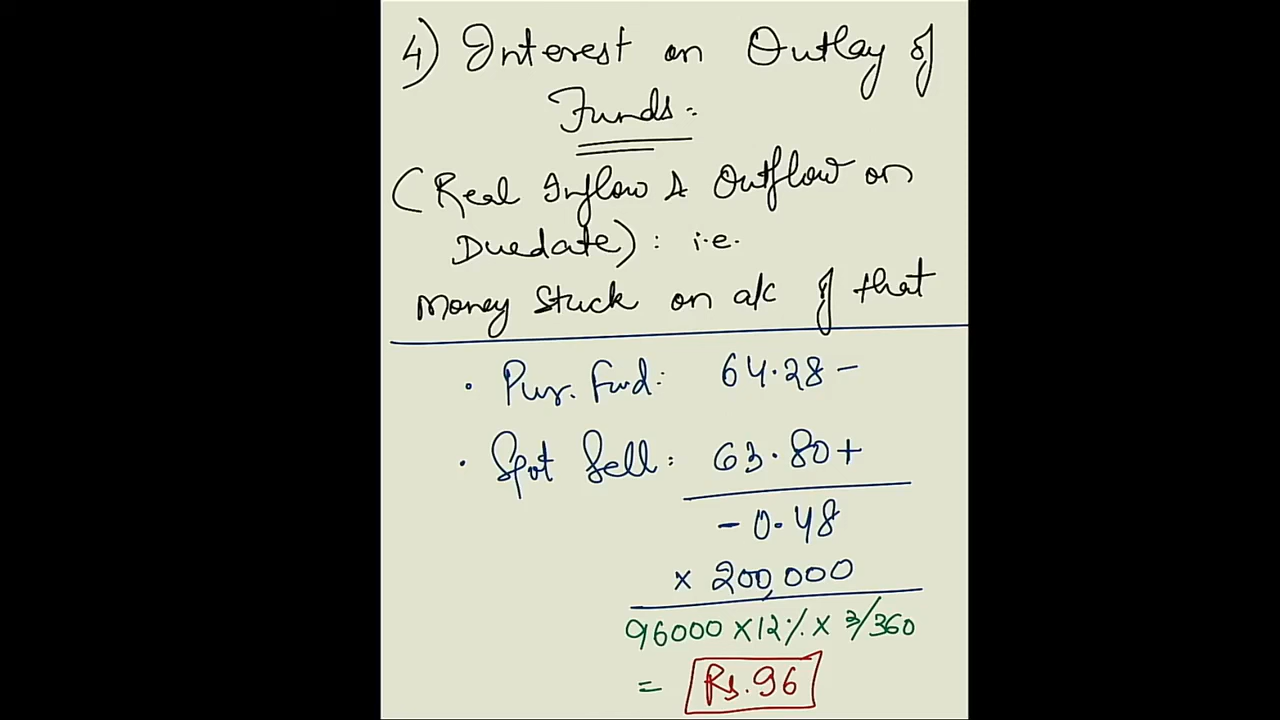 4) Interest on Outlay of
Funds:
(Real Inflow & Outflow on
Duedate) : i.e.
Money Stuck on a/c of that
• Pur. Fwd: 64.28 −
• Spot Sell: 63.80+
− 0.48
× 200,000
96000 × 12% × 3/360
= Rs. 96